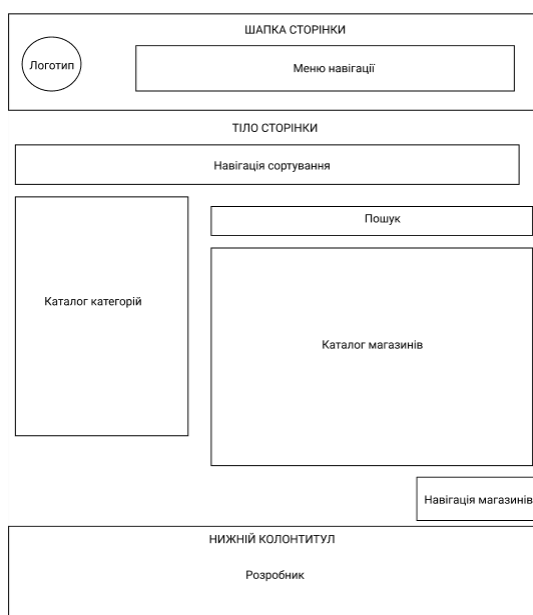 ШАПКА СТОРІНКИ
Логотип
Меню навігації
ТІЛО СТОРІНКИ
Навігація сортування
Пошук
Каталог категорій
Каталог магазинів
Навігація магазинів
НИЖНІЙ КОЛОНТИТУЛ
Розробник